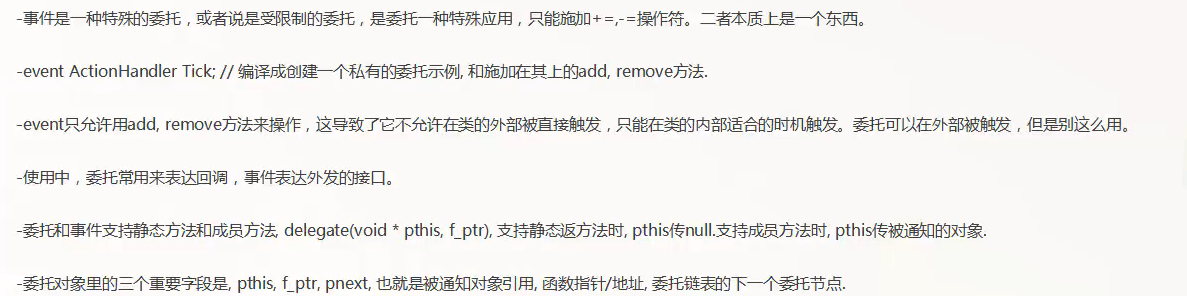 -事件是一种特殊的委托，或者说是受限制的委托，是委托一种特殊应用，只能施加+=,-=操作符。二者本质上是一个东西。
-event ActionHandler Tick; // 编译成创建一个私有的委托示例, 和施加在其上的add, remove方法.
-event只允许用add, remove方法来操作，这导致了它不允许在类的外部被直接触发，只能在类的内部适合的时机触发。委托可以在外部被触发，但是别这么用。
-使用中，委托常用来表达回调，事件表达外发的接口。
-委托和事件支持静态方法和成员方法, delegate(void * pthis, f_ptr), 支持静态返方法时, pthis传null.支持成员方法时, pthis传被通知的对象.
-委托对象里的三个重要字段是, pthis, f_ptr, pnext, 也就是被通知对象引用, 函数指针/地址, 委托链表的下一个委托节点.